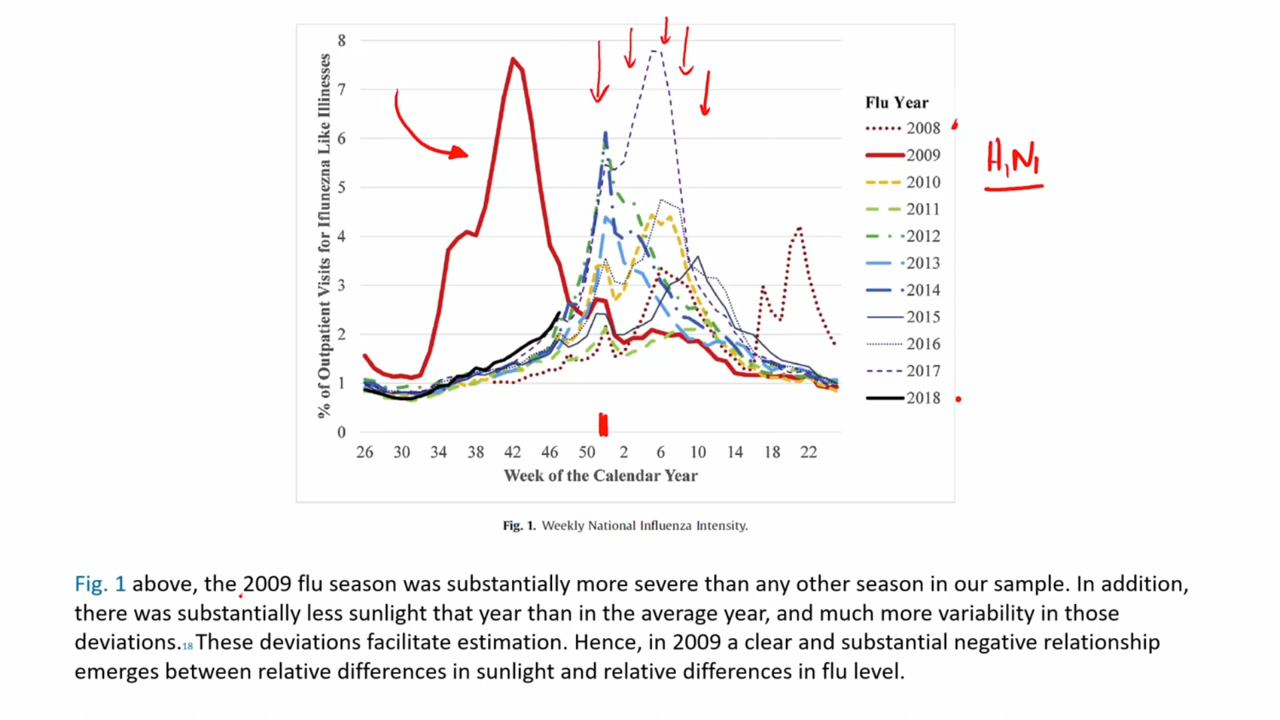 8
7
6
5
4
3
2
1
0
% of Outpatient Visits for Iflunezna Like Illinesses
26 30 34 38 42 46 50 2 6 10 14 18 22
Week of the Calendar Year
Flu Year
2008
2009
2010
2011
2012
2013
2014
2015
2016
2017
2018
H1N1
Fig. 1. Weekly National Influenza Intensity.
Fig. 1 above, the 2009 flu season was substantially more severe than any other season in our sample. In addition,
there was substantially less sunlight that year than in the average year, and much more variability in those
deviations.18 These deviations facilitate estimation. Hence, in 2009 a clear and substantial negative relationship
emerges between relative differences in sunlight and relative differences in flu level.